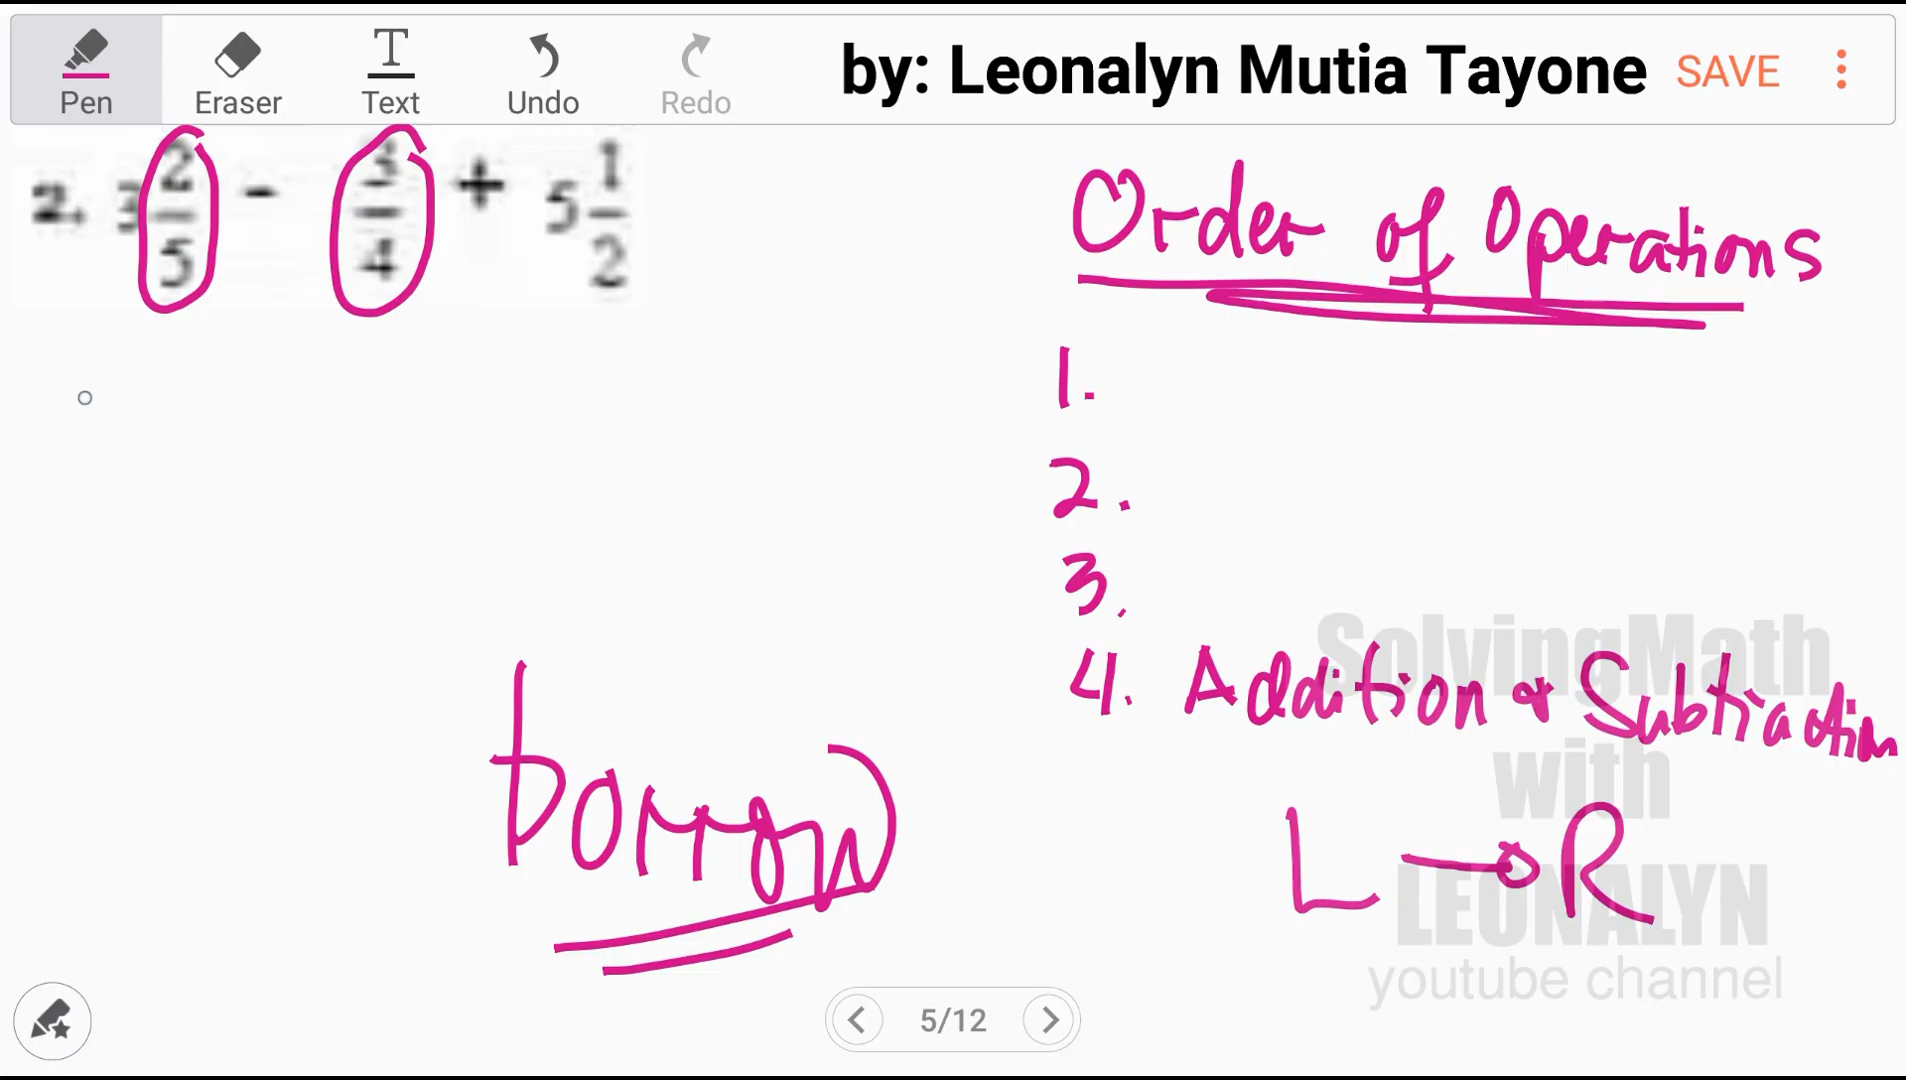 Pen
Eraser
Text
Undo
Redo
by: Leonalyn Mutia Tayone
SAVE
2. 3 2/5 - 3/4 + 5 1/2
Order of Operations
1.
2.
3.
4. Addition & Subtraction
L → R
borrow
SolvingMath
with
LEONALYN
youtube channel
5/12